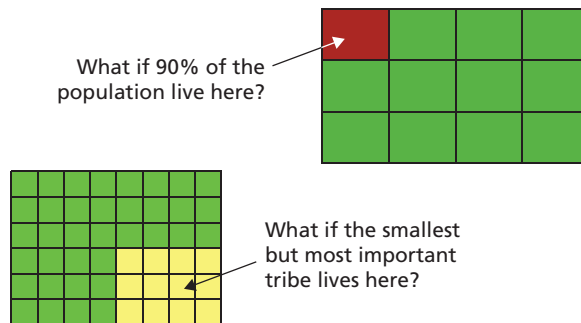 What if 90% of the
population live here?
What if the smallest
but most important
tribe lives here?